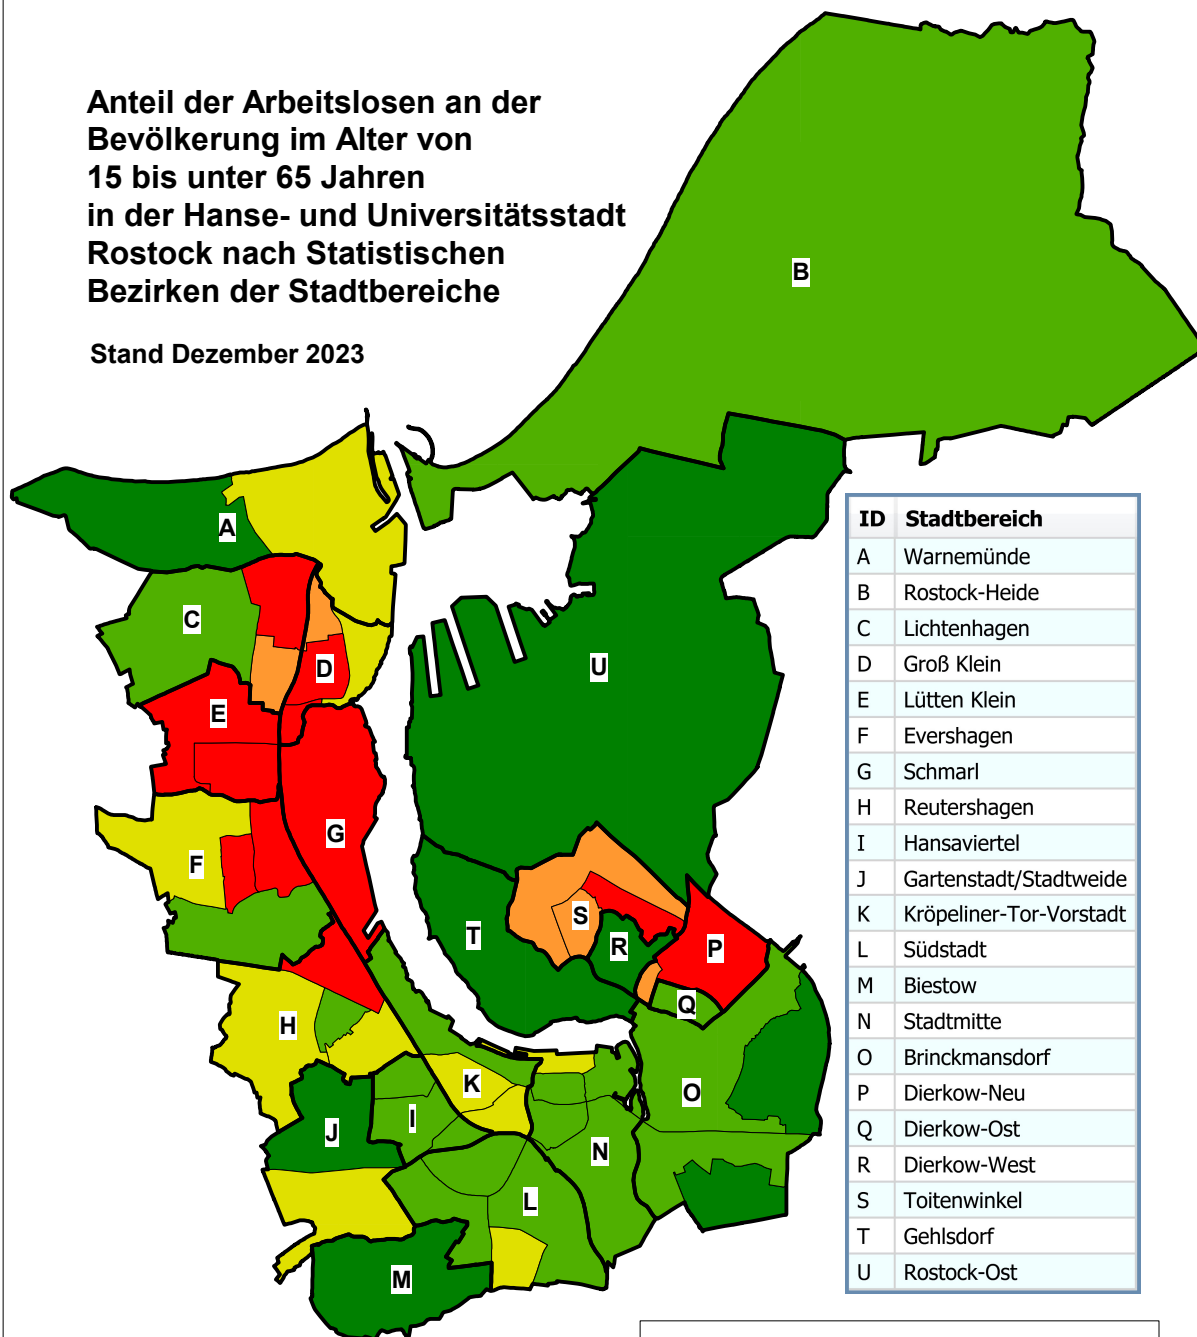 Anteil der Arbeitslosen an der
Bevölkerung im Alter von
15 bis unter 65 Jahren
in der Hanse- und Universitätsstadt
Rostock nach Statistischen
Bezirken der Stadtbereiche
Stand Dezember 2023
B
A
C
D
E
U
G
F
S
T
R
P
Q
H
K
O
I
J
N
L
M
ID Stadtbereich
A Warnemünde
B Rostock-Heide
C Lichtenhagen
D Groß Klein
E Lütten Klein
F Evershagen
G Schmarl
H Reutershagen
I Hansaviertel
J Gartenstadt/Stadtweide
K Kröpeliner-Tor-Vorstadt
L Südstadt
M Biestow
N Stadtmitte
O Brinckmansdorf
P Dierkow-Neu
Q Dierkow-Ost
R Dierkow-West
S Toitenwinkel
T Gehlsdorf
U Rostock-Ost